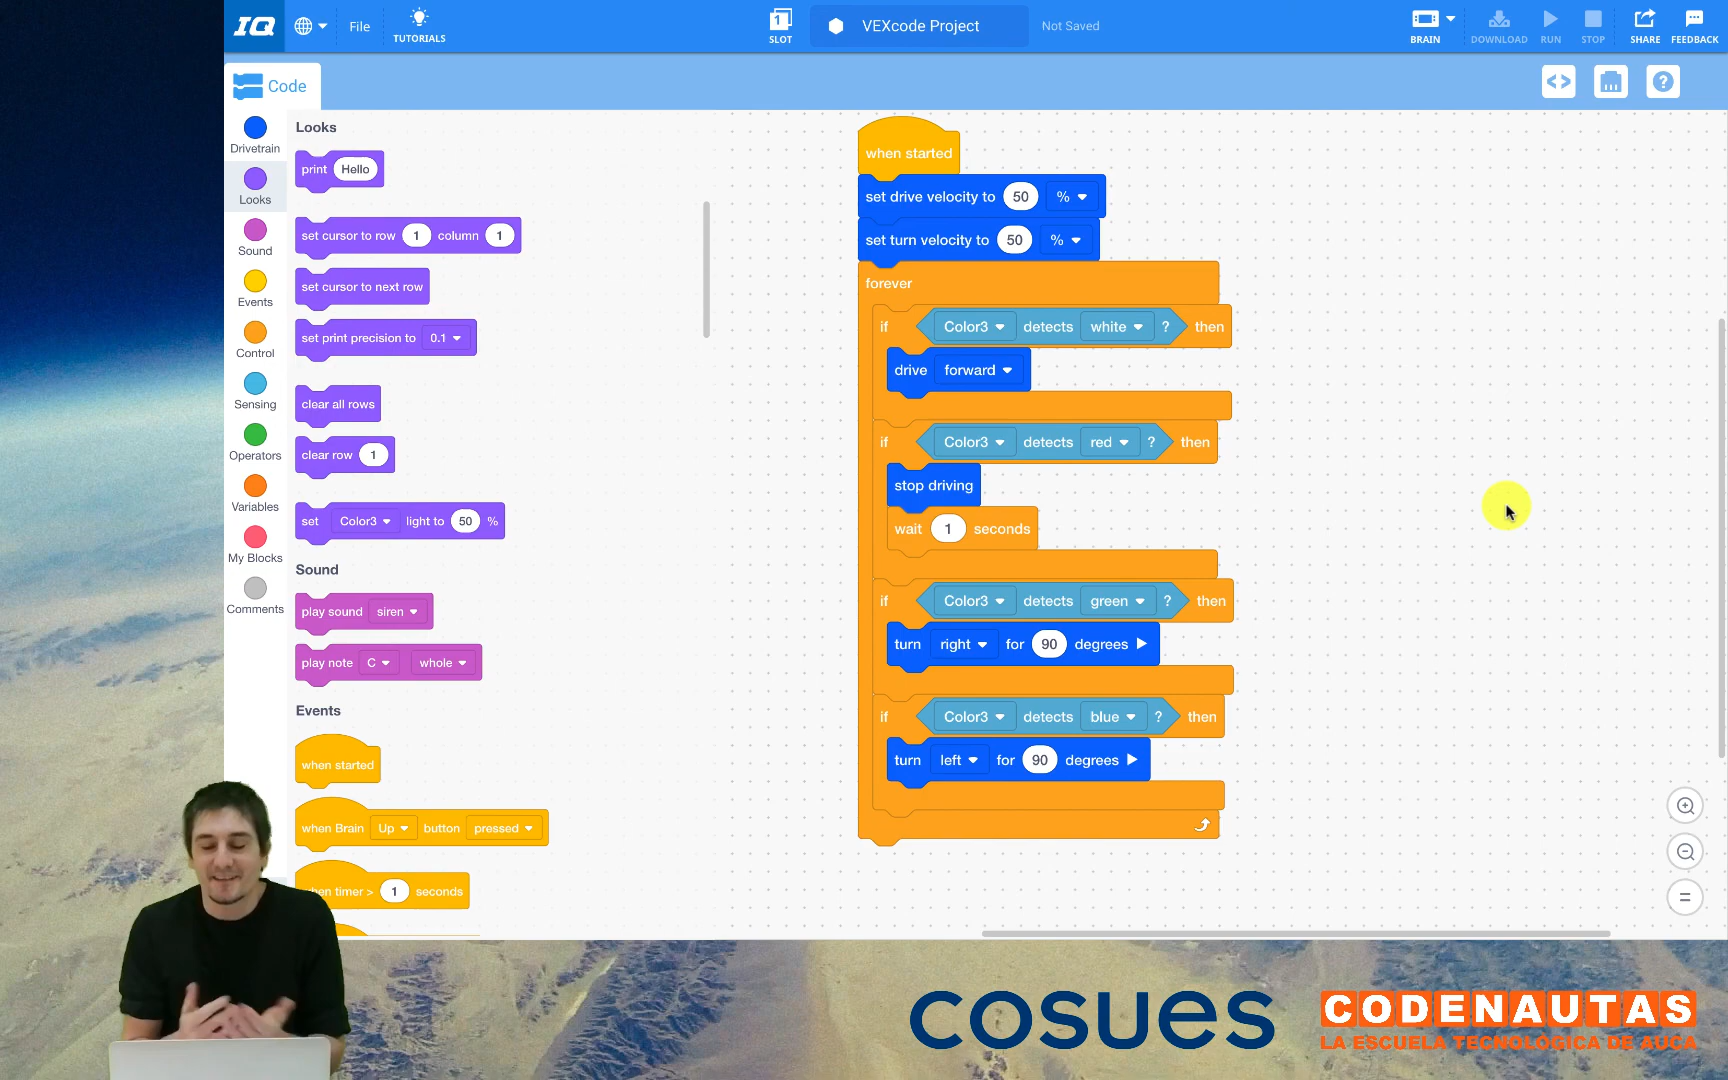 IQ
File
TUTORIALS
1
SLOT
VEXcode Project
Not Saved
BRAIN
DOWNLOAD
RUN
STOP
SHARE
FEEDBACK
Code
Drivetrain
Looks
Sound
Events
Control
Sensing
Operators
Variables
My Blocks
Comments
Looks
print Hello
set cursor to row 1 column 1
set cursor to next row
set print precision to 0.1
clear all rows
clear row 1
set Color3 light to 50 %
Sound
play sound siren
play note C whole
Events
when started
when Brain Up button pressed
timer > 1 seconds
when started
set drive velocity to 50 %
set turn velocity to 50 %
forever
if Color3 detects white ? then
drive forward
if Color3 detects red ? then
stop driving
wait 1 seconds
if Color3 detects green ? then
turn right for 90 degrees
if Color3 detects blue ? then
turn left for 90 degrees
cosues
CODENAUTAS
LA ESCUELA TECNOLÓGICA DE AUCA